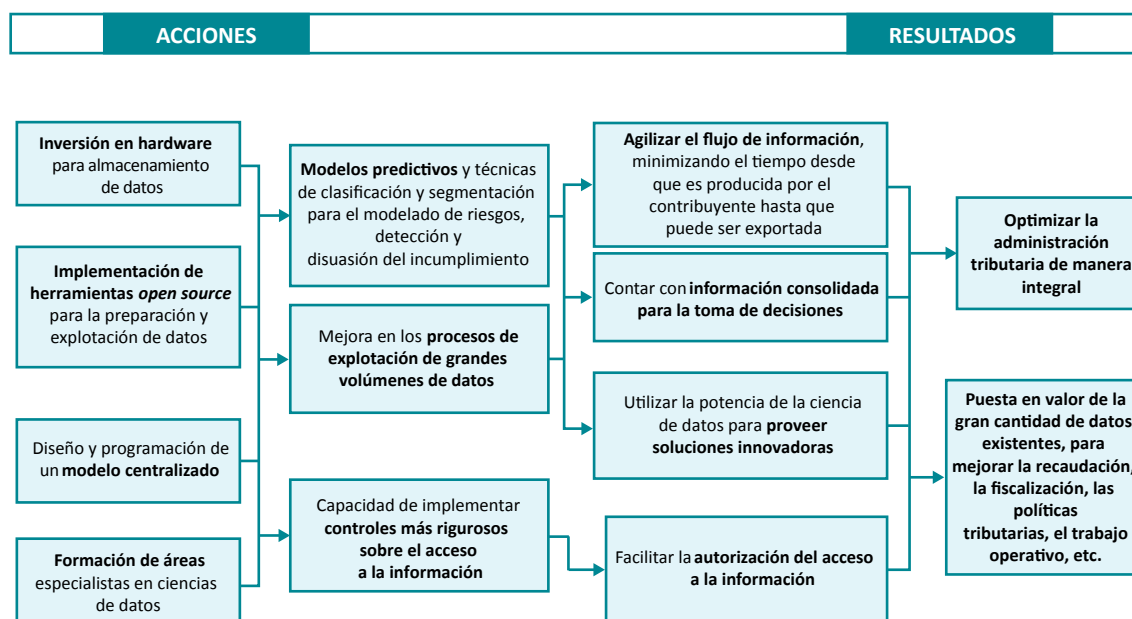 ACCIONES
RESULTADOS
Inversión en hardware
para almacenamiento
de datos
Implementación de
herramientas open source
para la preparación y
explotación de datos
Diseño y programación de
un modelo centralizado
Formación de áreas
especialistas en ciencias
de datos
Modelos predictivos y técnicas
de clasificación y segmentación
para el modelado de riesgos,
detección y
disuasión del incumplimiento
Mejora en los procesos de
explotación de grandes
volúmenes de datos
Capacidad de implementar
controles más rigurosos
sobre el acceso
a la información
Agilizar el flujo de información,
minimizando el tiempo desde
que es producida por el
contribuyente hasta que
puede ser exportada
Contar con información consolidada
para la toma de decisiones
Utilizar la potencia de la ciencia
de datos para proveer
soluciones innovadoras
Facilitar la autorización del acceso
a la información
Optimizar la
administración
tributaria de manera
integral
Puesta en valor de la
gran cantidad de datos
existentes, para
mejorar la recaudación,
la fiscalización, las
políticas
tributarias, el trabajo
operativo, etc.